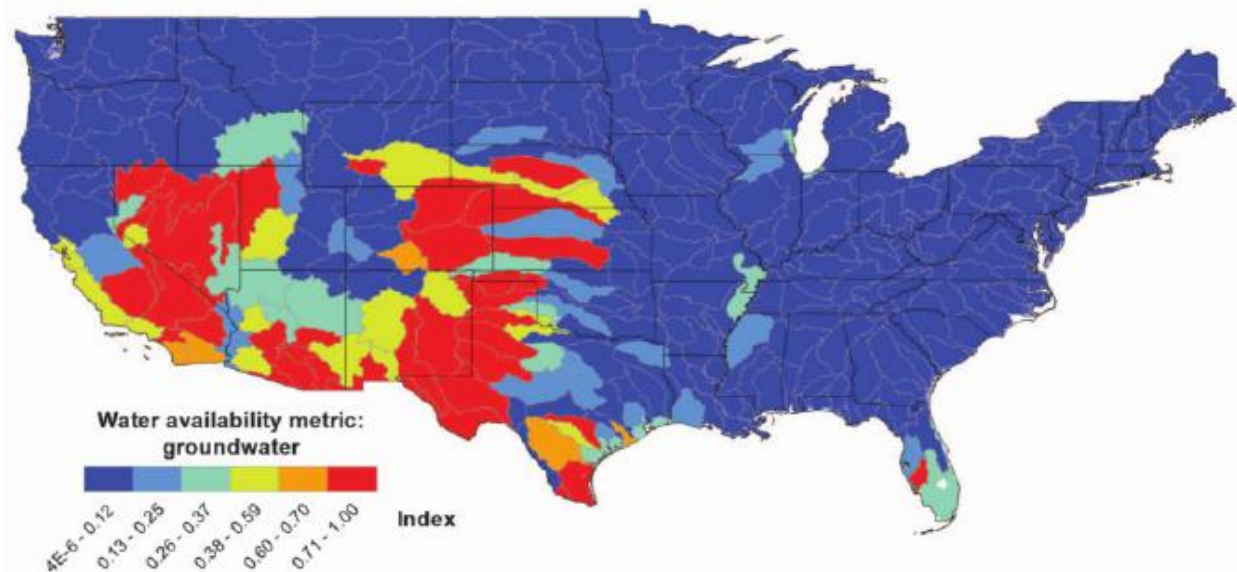 Water availability metric:
groundwater
4E-6 - 0.12
0.13 - 0.25
0.26 - 0.37
0.38 - 0.59
0.60 - 0.70
0.71 - 1.00
Index